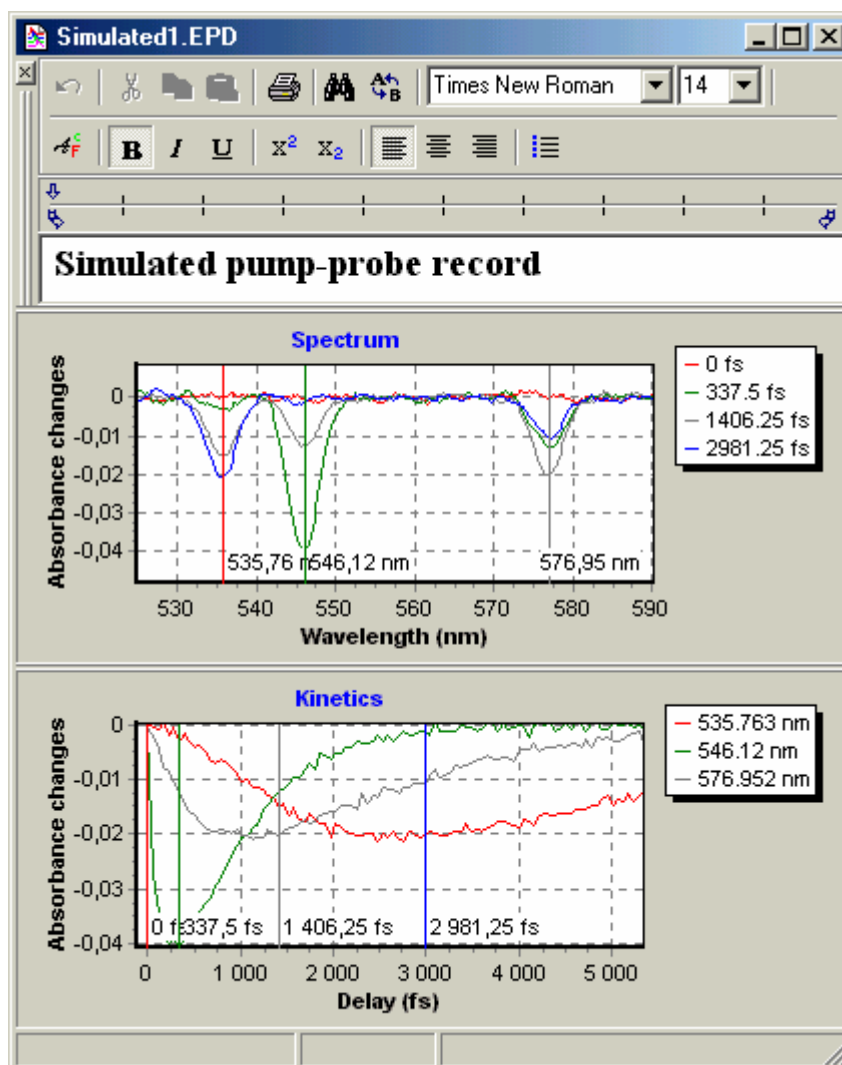 Simulated1.EPD
Times New Roman 14
B I U X² X₂
Simulated pump-probe record
Spectrum
Absorbance changes
0
-0,01
-0,02
-0,03
-0,04
535,76 n
546,12 nm
576,95 nm
530 540 550 560 570 580 590
Wavelength (nm)
0 fs
337.5 fs
1406.25 fs
2981.25 fs
Kinetics
Absorbance changes
0
-0,01
-0,02
-0,03
-0,04
0 fs
337,5 fs
1 406,25 fs
2 981,25 fs
0 1 000 2 000 3 000 4 000 5 000
Delay (fs)
535.763 nm
546.12 nm
576.952 nm